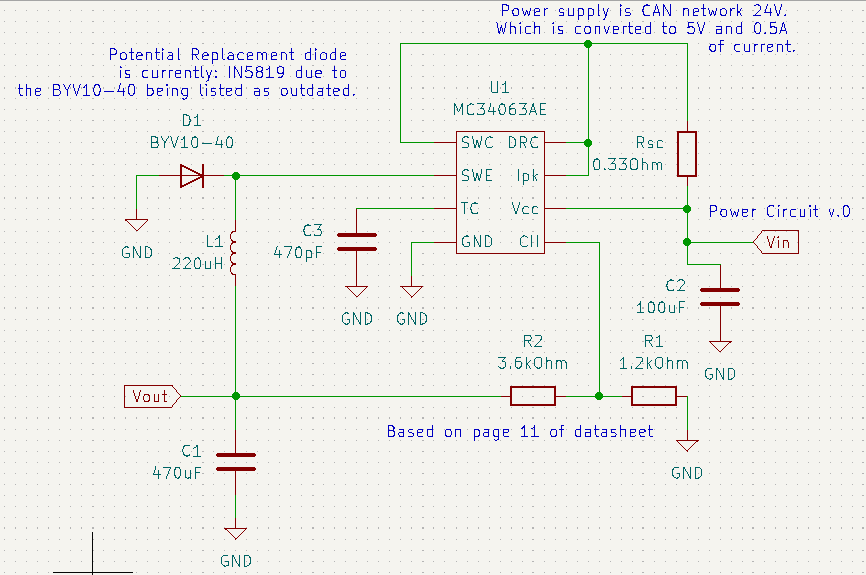 Power supply is CAN network 24V.
Which is converted to 5V and 0.5A
of current.
Potential Replacement diode
is currently: IN5819 due to
the BYV10-40 being listed as outdated.
U1
MC34063AE
D1
BYV10-40
SWC DRC
SWE Ipk
TC Vcc
GND CII
Rsc
0.33Ohm
Power Circuit v.0
Vin
GND
L1
220uH
C3
470pF
GND
GND
C2
100uF
GND
R2
3.6kOhm
R1
1.2kOhm
Vout
Based on page 11 of datasheet
GND
C1
470uF
GND